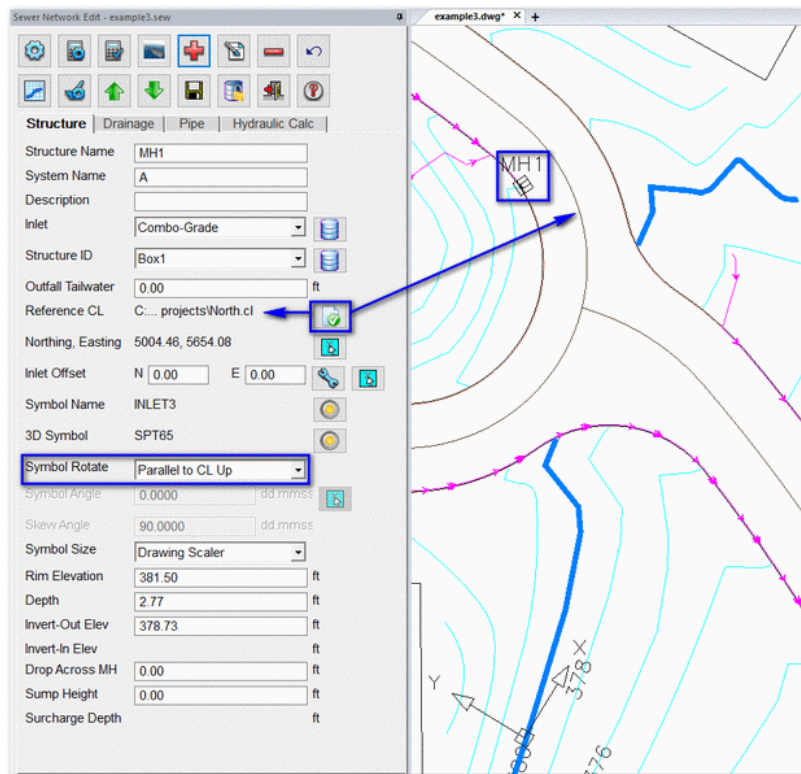 Sewer Network Edit - example3.sew
example3.dwg*
Structure Drainage Pipe Hydraulic Calc
Structure Name MH1
System Name A
Description
Inlet Combo-Grade
Structure ID Box1
Outfall Tailwater 0.00 ft
Reference CL C:... projects\North.cl
Northing, Easting 5004.46, 5654.08
Inlet Offset N 0.00 E 0.00
Symbol Name INLET3
3D Symbol SPT65
Symbol Rotate Parallel to CL Up
Symbol Angle 0.0000 dd.mmss
Skew Angle 90.0000 dd.mmss
Symbol Size Drawing Scaler
Rim Elevation 381.50 ft
Depth 2.77 ft
Invert-Out Elev 378.73 ft
Invert-In Elev ft
Drop Across MH 0.00 ft
Sump Height 0.00 ft
Surcharge Depth ft
MH1
X
Y
378
376